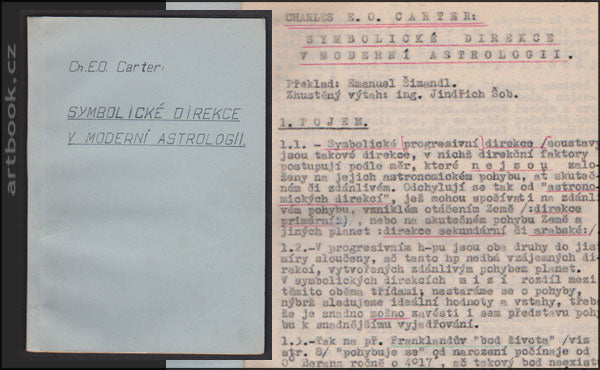 artbook.cz
Ch.E.O. Carter:
SYMBOLICKÉ DIREKCE
V MODERNÍ ASTROLOGII.
CHARLES E. O. CARTER:
SYMBOLICKÉ DIREKCE
V MODERNÍ ASTROLOGII.
Překlad: Emanuel Šimandl.
Zhuštěný výtah: ing. Jindřich Šob.
1. POJEM.
1.1. - Symbolické progresivní direkce /soustavy
jsou takové direkce, v nichž direkční faktory
postupují podle měr, které nejsou zalo-
ženy na jejich astronomickém pohybu, ať skuteč-
ném či zdánlivém. Odchylují se tak od "astrono-
mických direkcí", jež mohou spočívati na zdánli
vém pohybu, vzniklém otáčením Země /:direkce
primární:/, nebo na skutečném pohybu Země a
jiných planet :direkce sekundární či arabské:/.
1.2.-V progresivním h-pu jsou oba druhy do jis
míry sloučeny, ač tento hp nedbá vzájemných di-
rekcí, vytvořených zdánlivým pohybem planet.
V symbolických direkcích mizí rozdíl mezi
těmito oběma třídami; nestaráme se o pohyby,
nýbrž sledujeme ideální hodnoty a vztahy, třeb
že je snadno možno zavésti i sem představu pohy
bu k snadnějšímu vyjadřování.
1.3.-Tak na př. Franklandův "bod života" /viz
str. 8/ "pohybuje se" od narození počínaje od
0° Berana ročně o 4°17', ač takový bod neexist